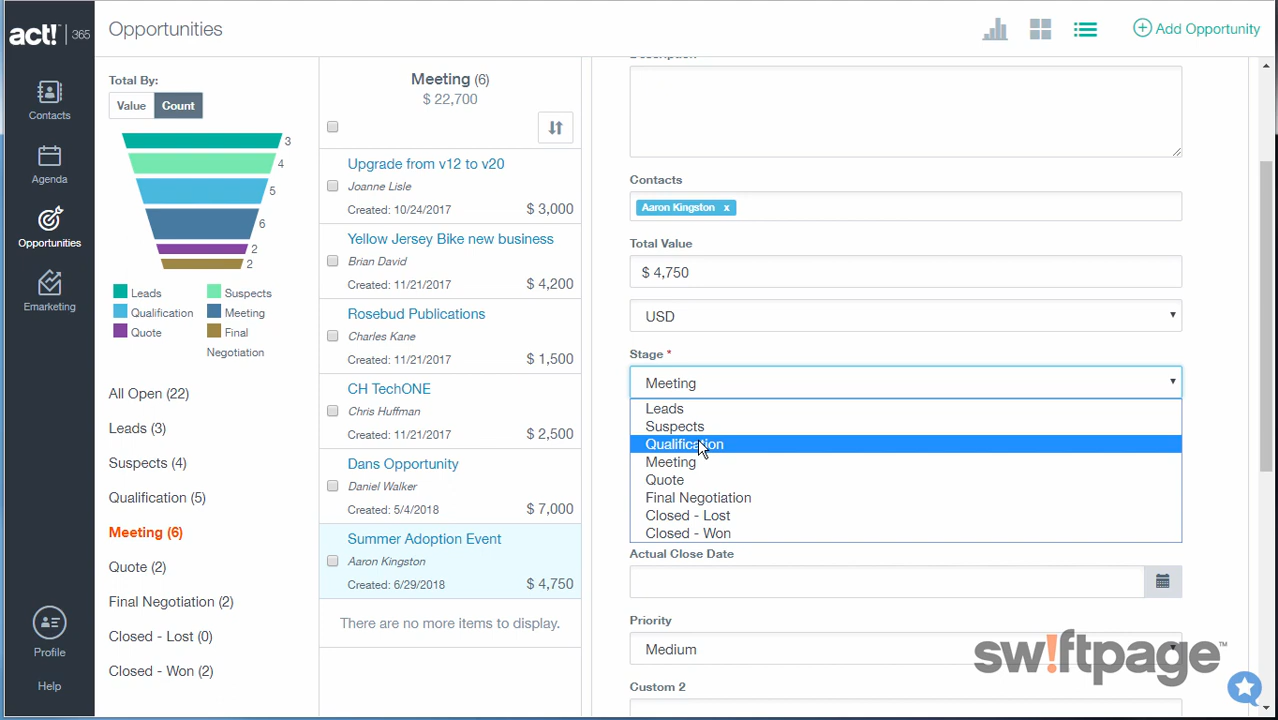 act! 365
Opportunities
Add Opportunity
Contacts
Agenda
Opportunities
Emarketing
Profile
Help
Total By:
Value Count
3
4
5
6
2
2
Leads Suspects
Qualification Meeting
Quote Final
Negotiation
All Open (22)
Leads (3)
Suspects (4)
Qualification (5)
Meeting (6)
Quote (2)
Final Negotiation (2)
Closed - Lost (0)
Closed - Won (2)
Meeting (6)
$ 22,700
Upgrade from v12 to v20
Joanne Lisle
Created: 10/24/2017 $ 3,000
Yellow Jersey Bike new business
Brian David
Created: 11/21/2017 $ 4,200
Rosebud Publications
Charles Kane
Created: 11/21/2017 $ 1,500
CH TechONE
Chris Huffman
Created: 11/21/2017 $ 2,500
Dans Opportunity
Daniel Walker
Created: 5/4/2018 $ 7,000
Summer Adoption Event
Aaron Kingston
Created: 6/29/2018 $ 4,750
There are no more items to display.
Description
Contacts
Aaron Kingston x
Total Value
$ 4,750
USD
Stage *
Meeting
Leads
Suspects
Qualification
Meeting
Quote
Final Negotiation
Closed - Lost
Closed - Won
Actual Close Date
Priority
Medium
Custom 2
sw!ftpage™